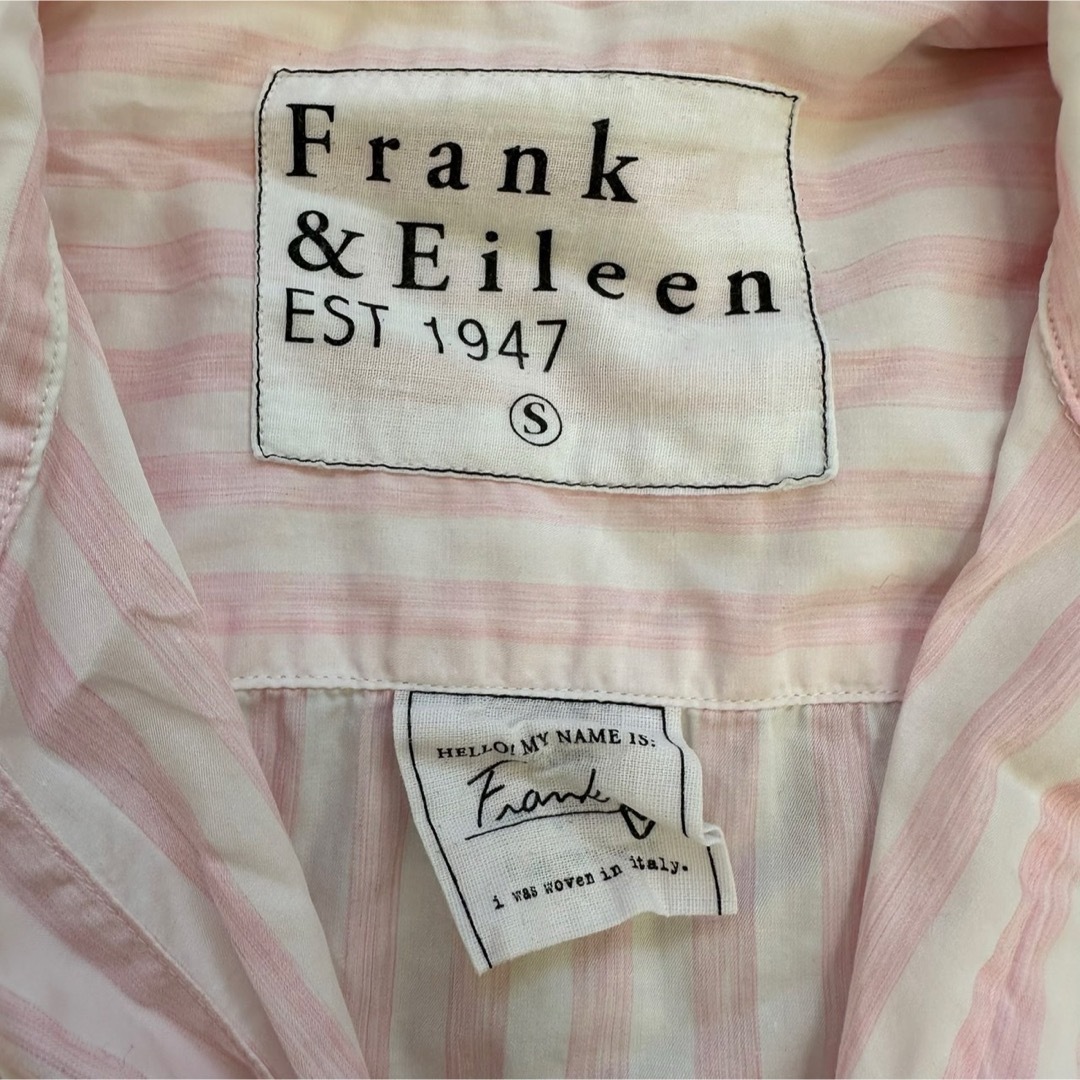 Frank
& Eileen
EST 1947
S
HELLO! MY NAME IS:
Frank
i was woven in italy.